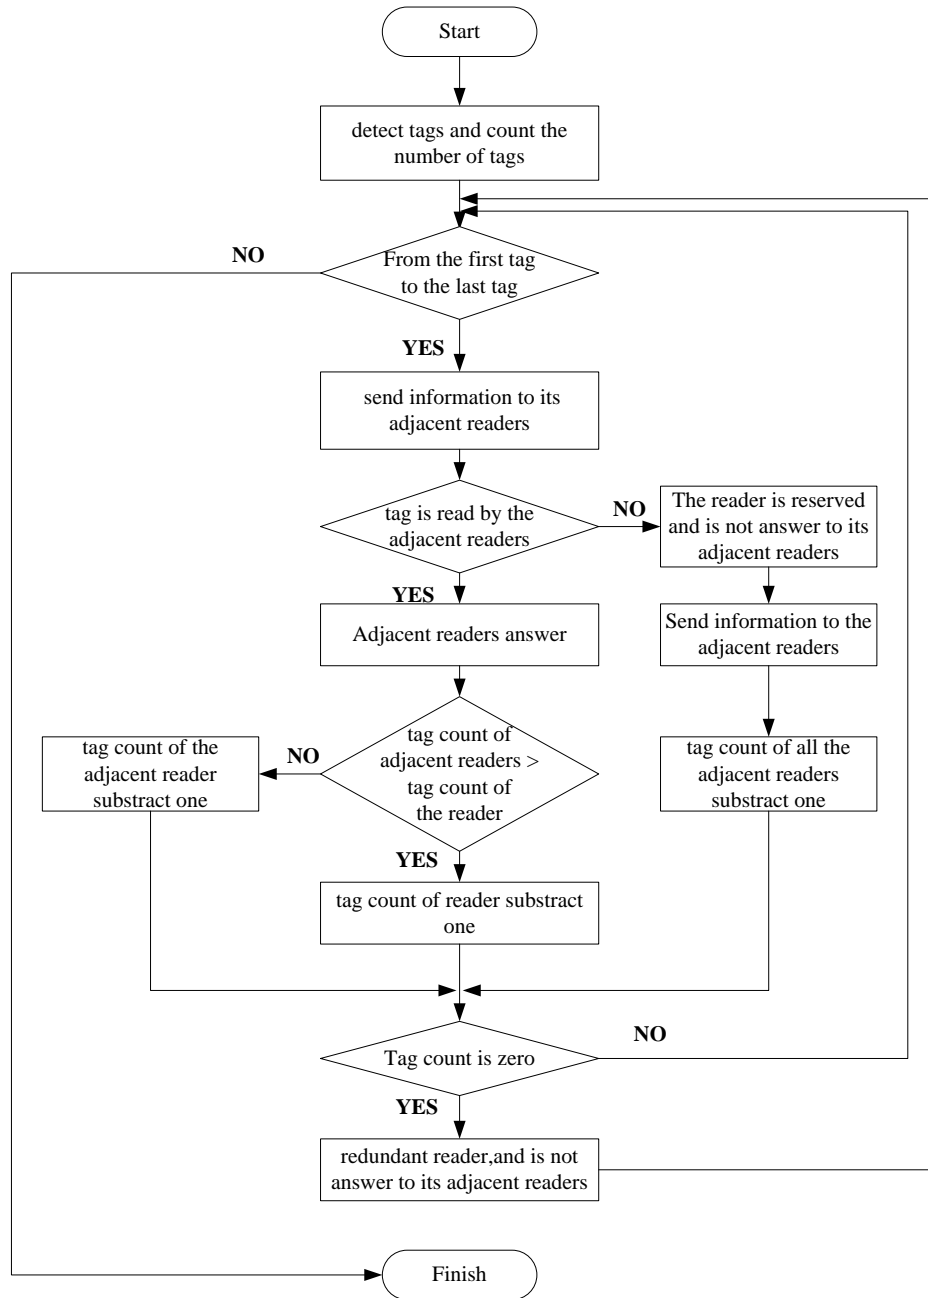 Start
detect tags and count the
number of tags
NO
From the first tag
to the last tag
YES
send information to its
adjacent readers
tag is read by the
adjacent readers
NO
The reader is reserved
and is not answer to its
adjacent readers
YES
Adjacent readers answer
Send information to the
adjacent readers
tag count of the
adjacent reader
substract one
NO
tag count of
adjacent readers >
tag count of
the reader
tag count of all the
adjacent readers
substract one
YES
tag count of reader substract
one
Tag count is zero
NO
YES
redundant reader,and is not
answer to its adjacent readers
Finish